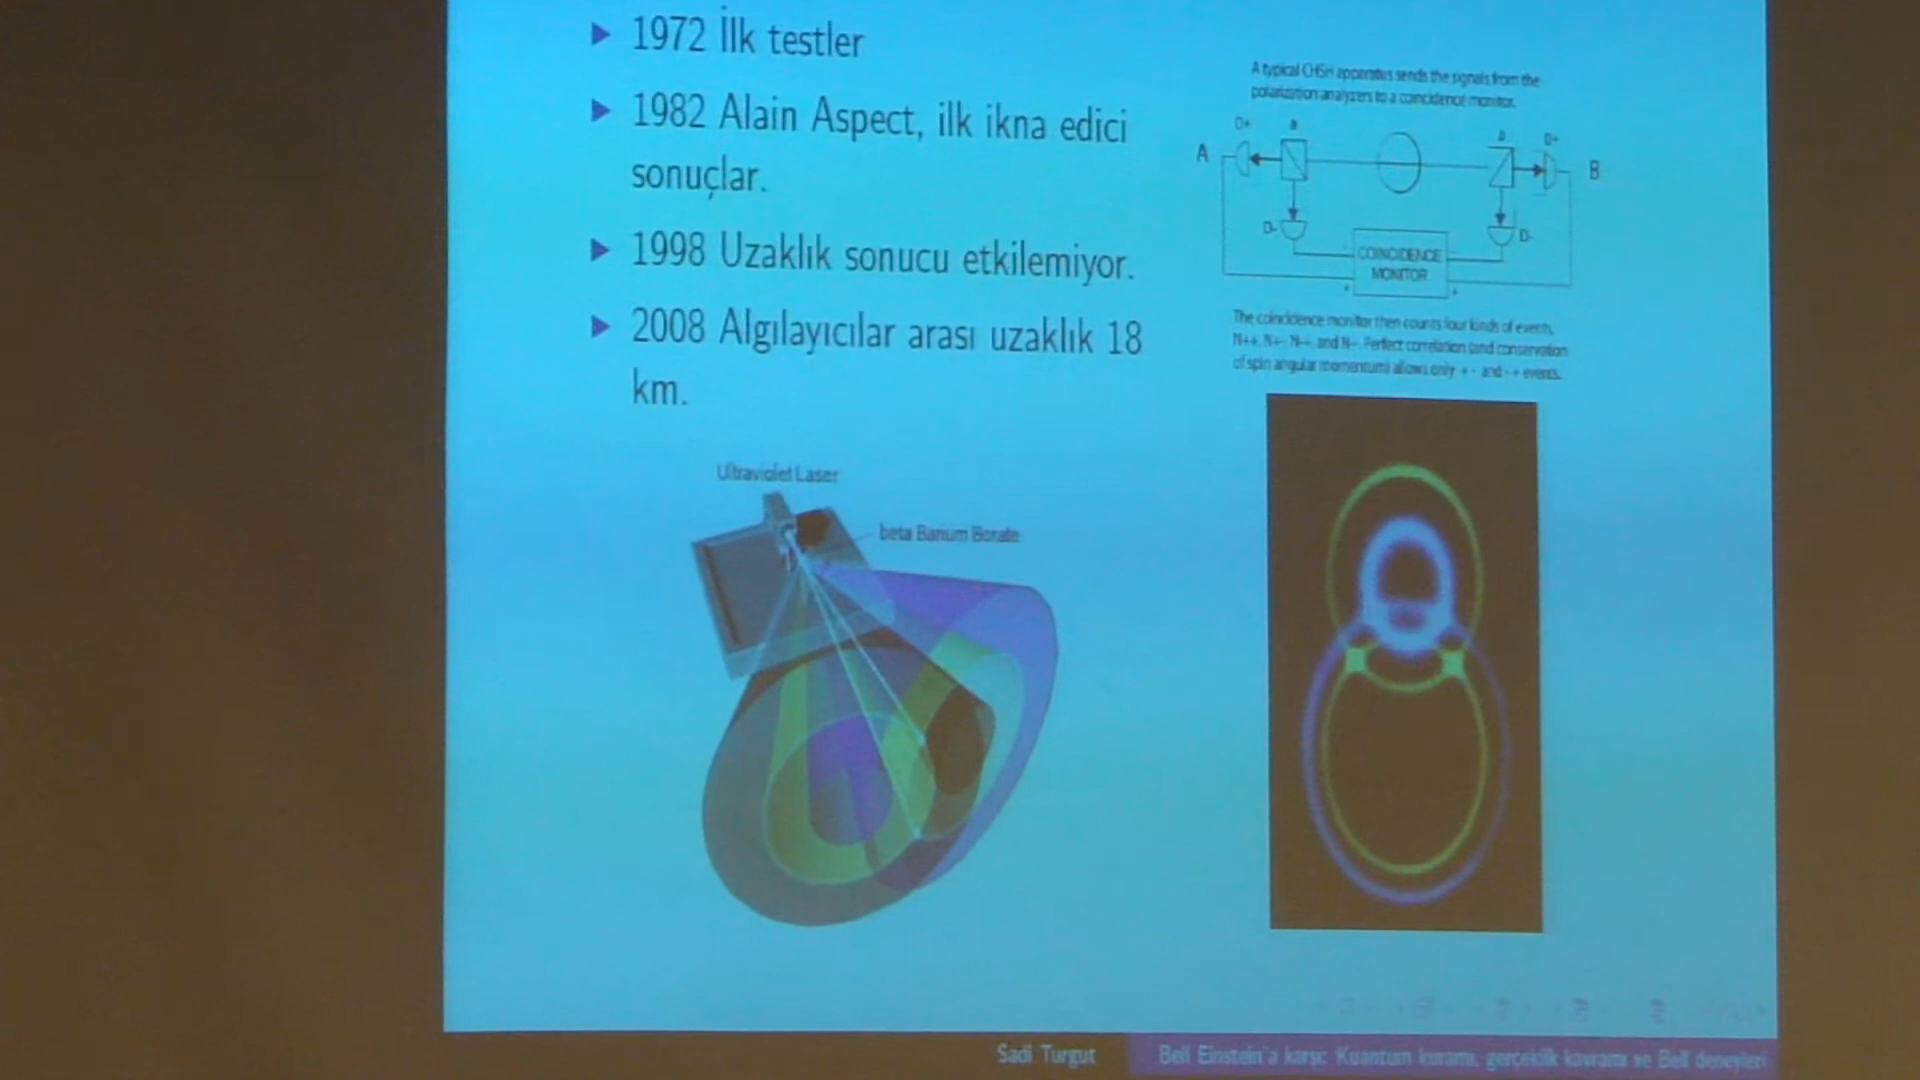 1972 İlk testler
1982 Alain Aspect, ilk ikna edici
sonuçlar.
1998 Uzaklık sonucu etkilemiyor.
2008 Algılayıcılar arası uzaklık 18
km.
A typical CHSH apparatus sends the signals from the
polarization analyzers to a coincidence monitor.
D+ a b D+
A B
D- D-
COINCIDENCE
MONITOR
The coincidence monitor then counts four kinds of events,
N++, N+-, N-+, and N--. Perfect correlation (and conservation
of spin angular momentum) allows only + - and - + events.
Ultraviolet Laser
beta Barium Borate
Sadi Turgut
Bell Einstein'a karşı: Kuantum kuramı, gerçeklik kavramı ve Bell deneyleri